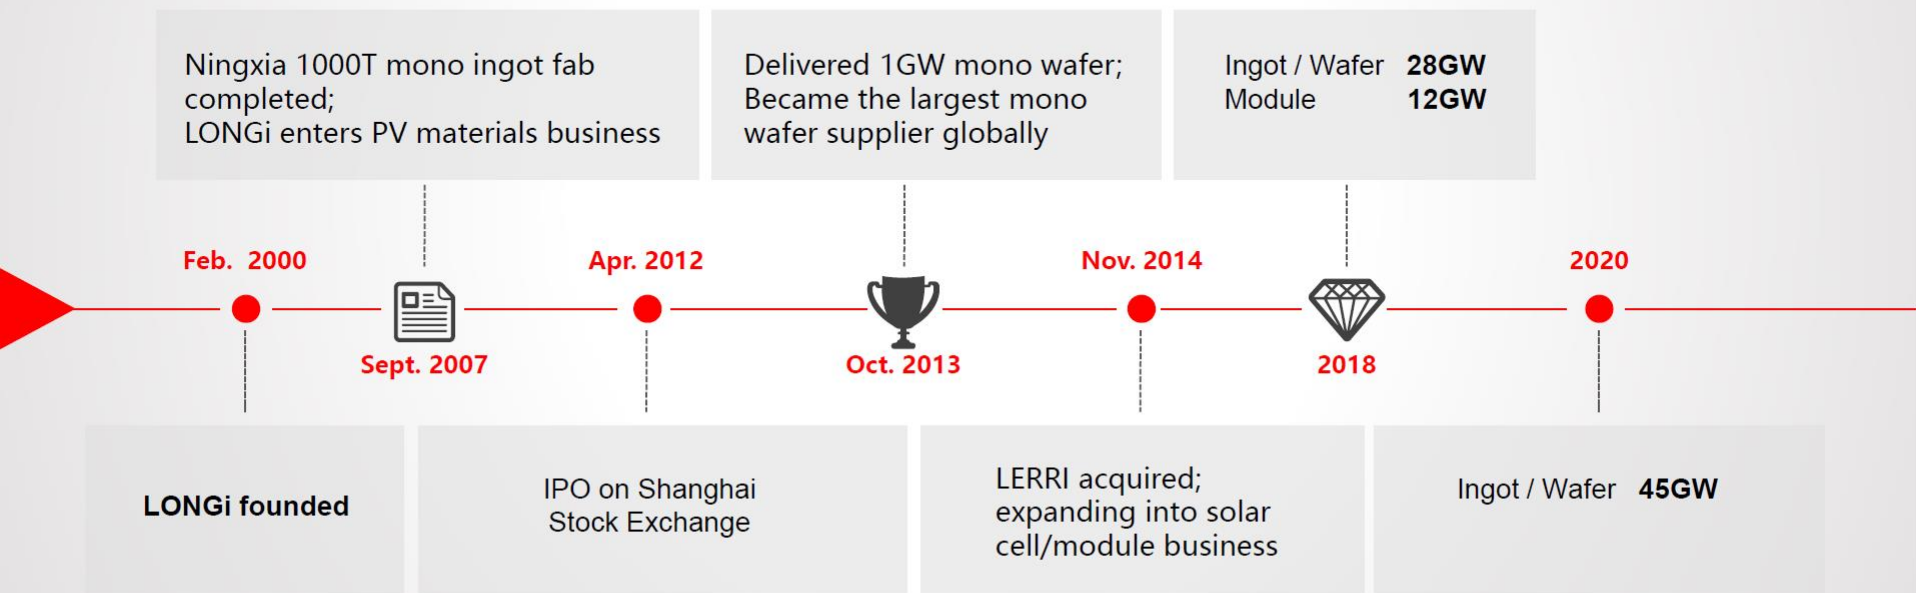 Ningxia 1000T mono ingot fab
completed;
LONGi enters PV materials business
Delivered 1GW mono wafer;
Became the largest mono
wafer supplier globally
Ingot / Wafer 28GW
Module 12GW
Feb. 2000
Apr. 2012
Nov. 2014
2020
Sept. 2007
Oct. 2013
2018
LONGi founded
IPO on Shanghai
Stock Exchange
LERRI acquired;
expanding into solar
cell/module business
Ingot / Wafer 45GW